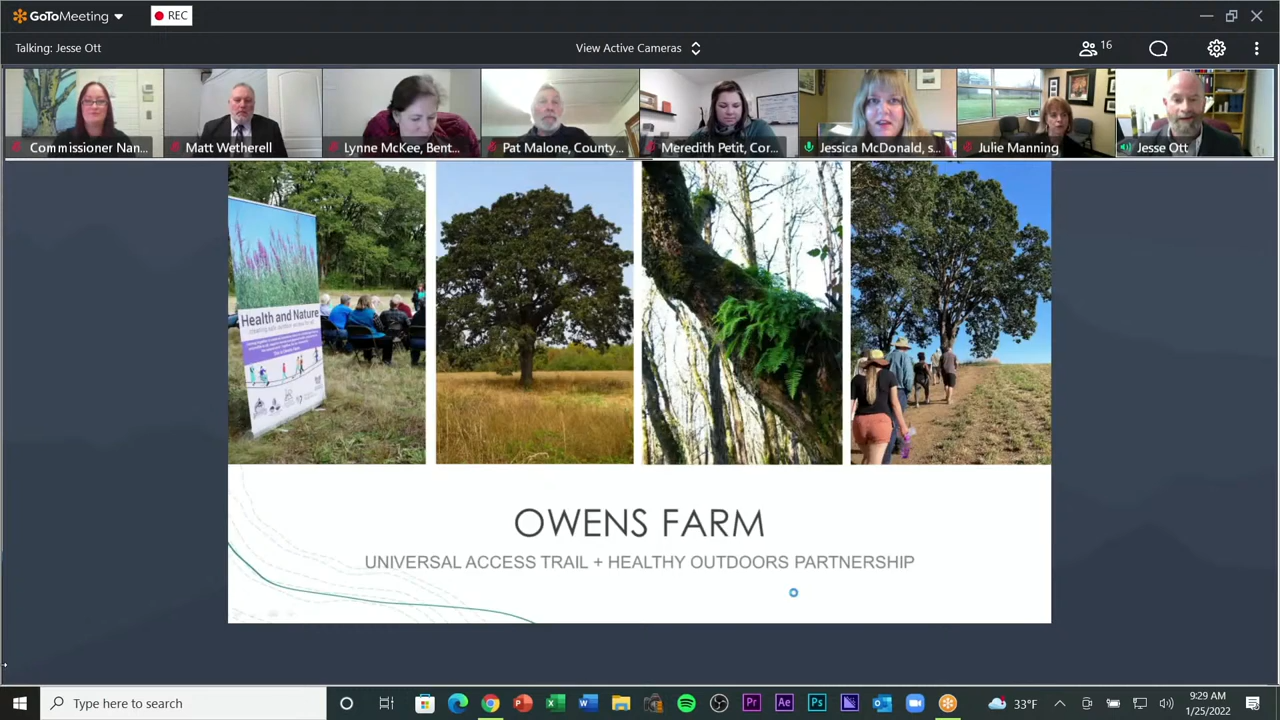 GoToMeeting
REC
Talking: Jesse Ott
View Active Cameras
16
Commissioner Nan...
Matt Wetherell
Lynne McKee, Bent...
Pat Malone, County...
Meredith Petit, Cor...
Jessica McDonald, s...
Julie Manning
Jesse Ott
Health and Nature
OWENS FARM
UNIVERSAL ACCESS TRAIL + HEALTHY OUTDOORS PARTNERSHIP
Type here to search
33°F
9:29 AM
1/25/2022